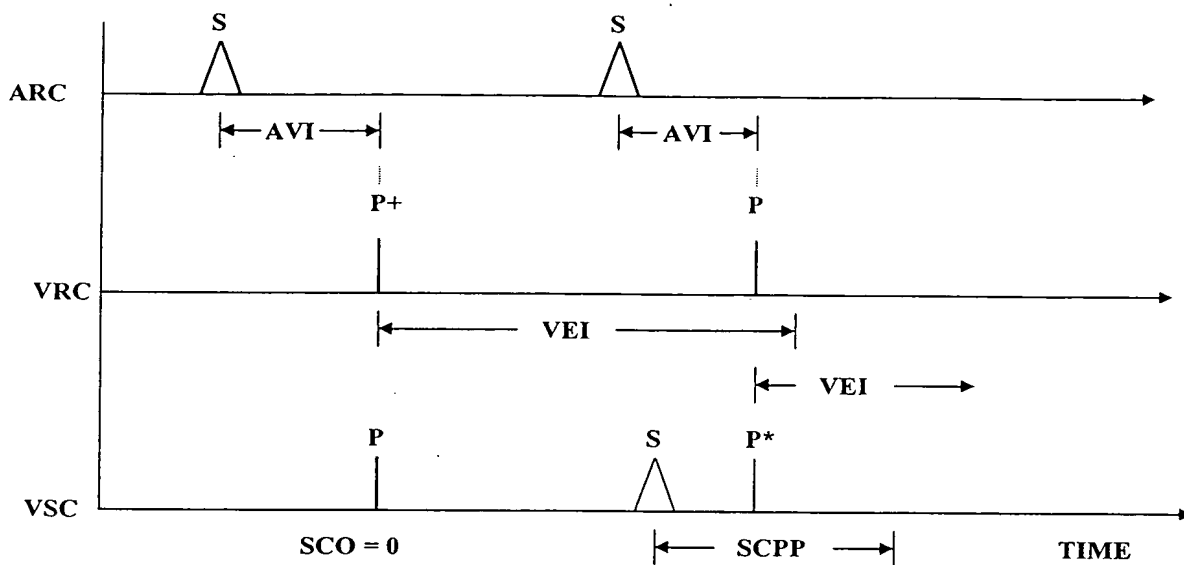 S S
ARC
AVI AVI
P+ P
VRC
VEI
VEI
P S P*
VSC
SCO = 0 SCPP TIME